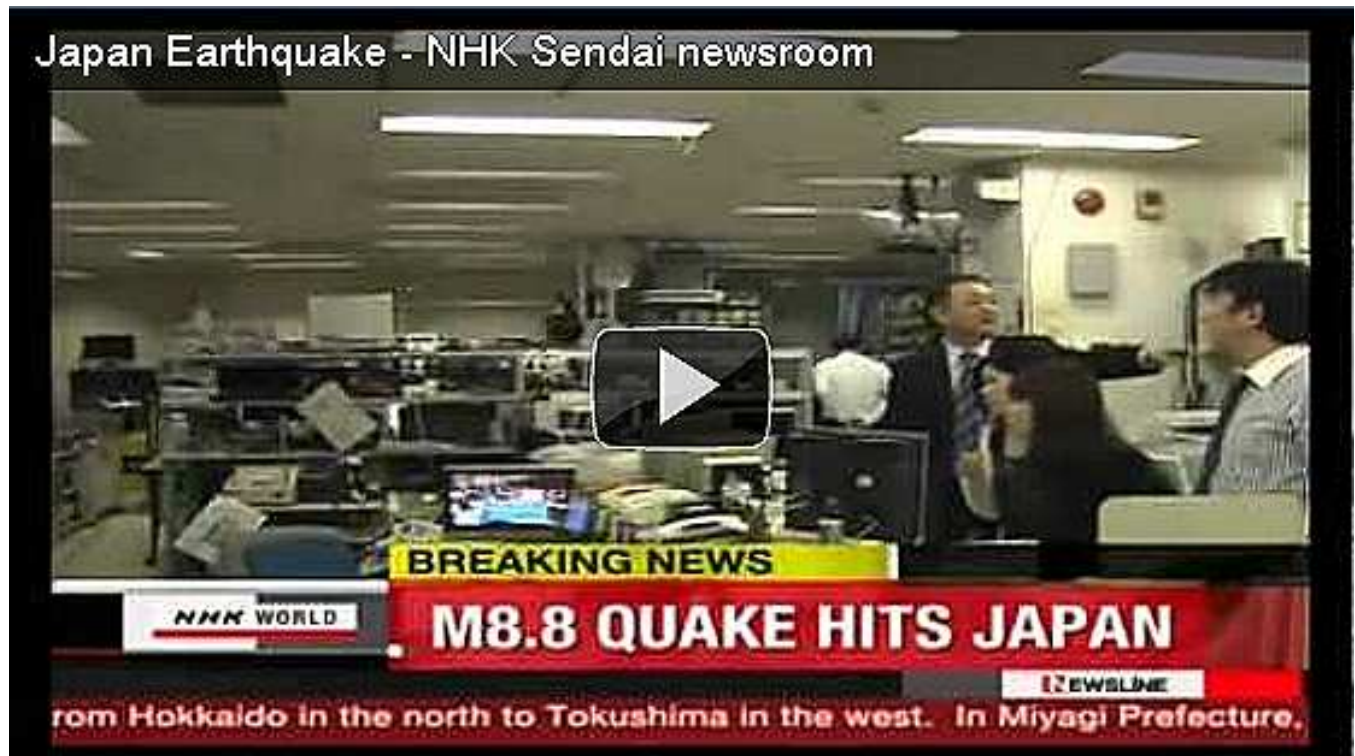 Japan Earthquake - NHK Sendai newsroom
BREAKING NEWS
NHK WORLD
M8.8 QUAKE HITS JAPAN
NEWSLINE
rom Hokkaido in the north to Tokushima in the west. In Miyagi Prefecture,